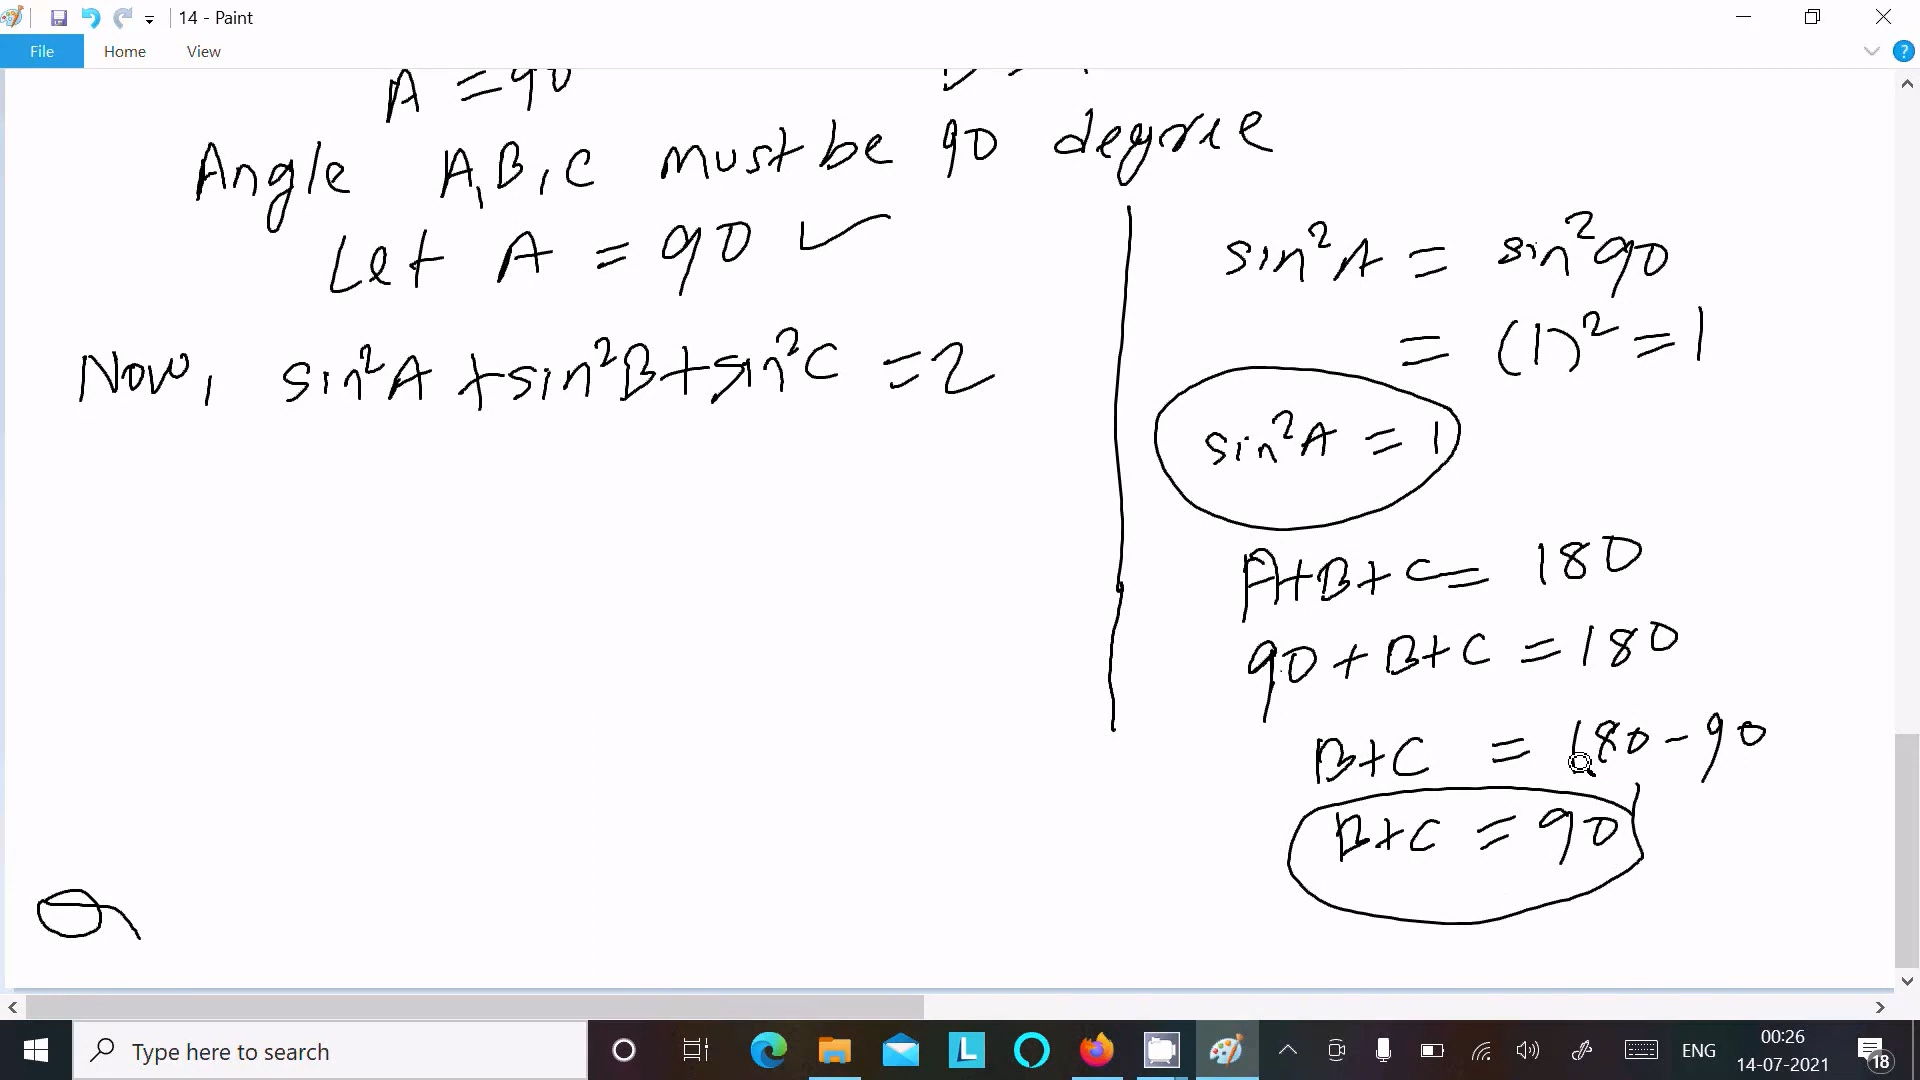 14 - Paint
File Home View
A = 90
Angle A, B, C must be 90 degree
Let A = 90 ✓
Now, sin²A + sin²B + sin²C = 2
sin²A = sin²90
= (1)² = 1
sin²A = 1
A+B+C = 180
90 + B+C = 180
B+C = 180 - 90
B+C = 90
Type here to search
L
ENG
00:26
14-07-2021
18